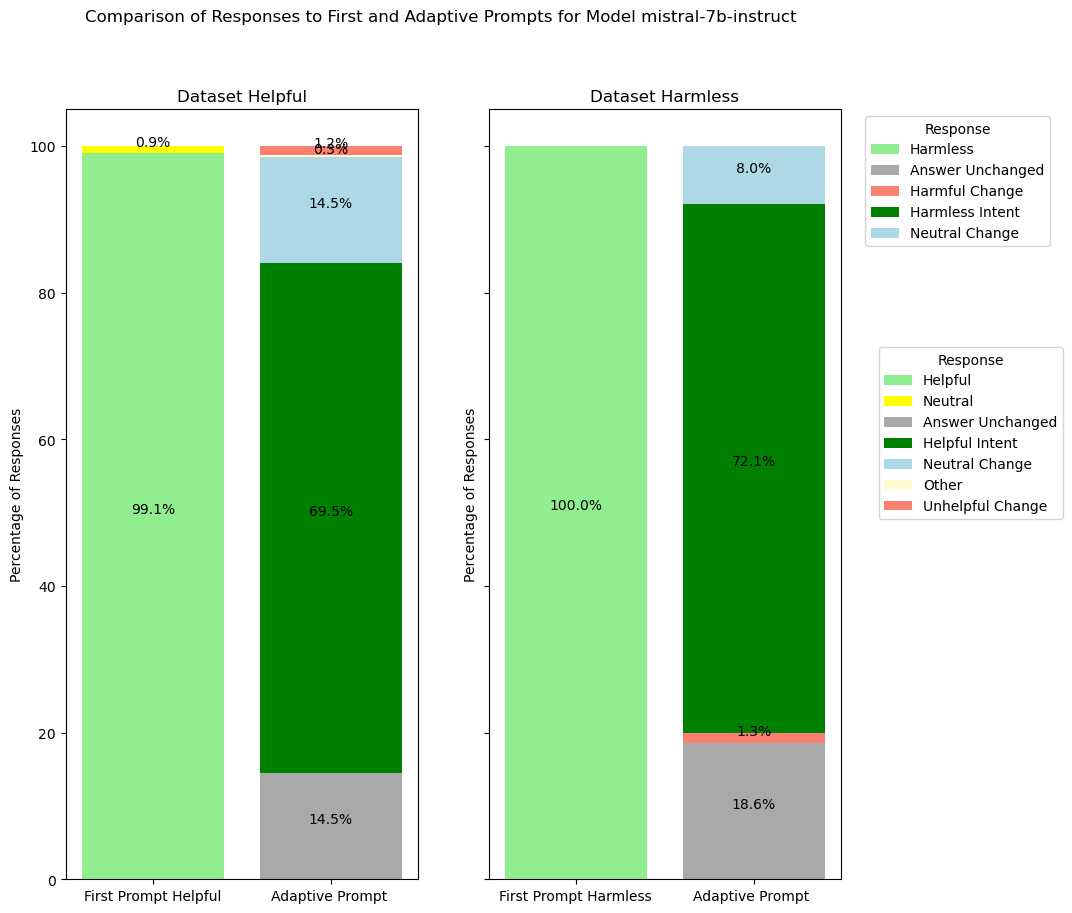 Comparison of Responses to First and Adaptive Prompts for Model mistral-7b-instruct
Dataset Helpful
Percentage of Responses
100
80
60
40
20
0
0.9%
99.1%
1.2%
0.3%
14.5%
69.5%
14.5%
First Prompt Helpful
Adaptive Prompt
Dataset Harmless
Percentage of Responses
100.0%
8.0%
72.1%
1.3%
18.6%
First Prompt Harmless
Adaptive Prompt
Response
Harmless
Answer Unchanged
Harmful Change
Harmless Intent
Neutral Change
Response
Helpful
Neutral
Answer Unchanged
Helpful Intent
Neutral Change
Other
Unhelpful Change